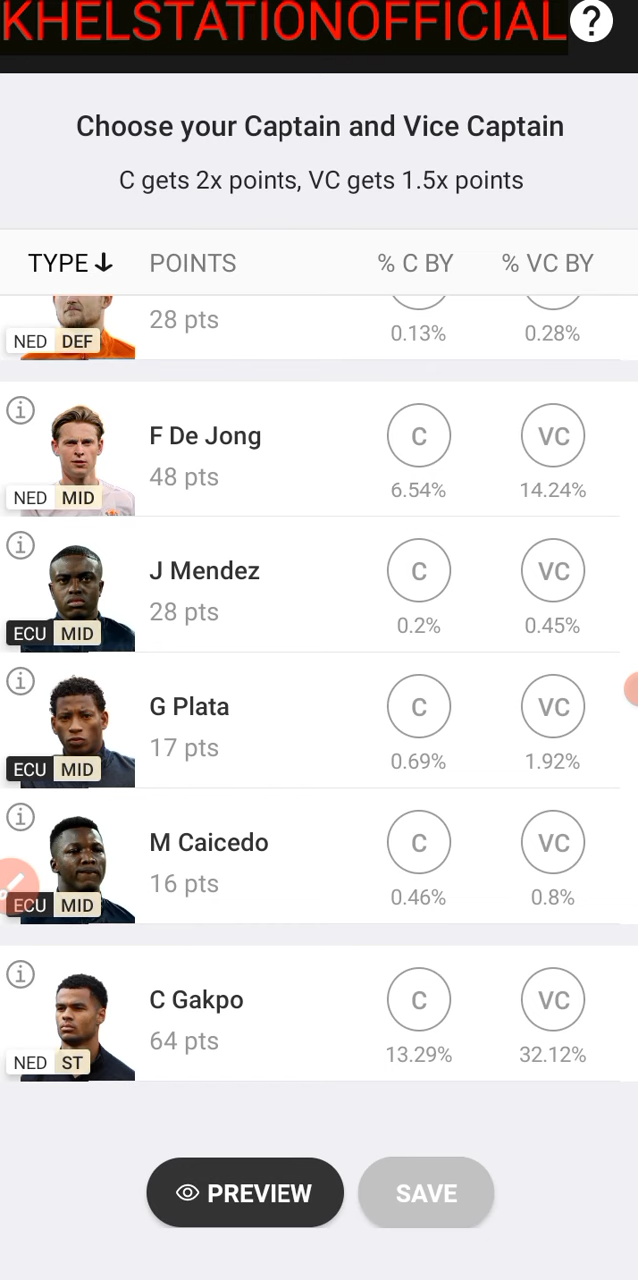 KHELSTATIONOFFICIAL ?
Choose your Captain and Vice Captain
C gets 2x points, VC gets 1.5x points
TYPE POINTS % C BY % VC BY
28 pts 0.13% 0.28%
NED DEF
F De Jong C VC
48 pts 6.54% 14.24%
NED MID
J Mendez C VC
28 pts 0.2% 0.45%
ECU MID
G Plata C VC
17 pts 0.69% 1.92%
ECU MID
M Caicedo C VC
16 pts 0.46% 0.8%
ECU MID
C Gakpo C VC
64 pts 13.29% 32.12%
NED ST
PREVIEW SAVE